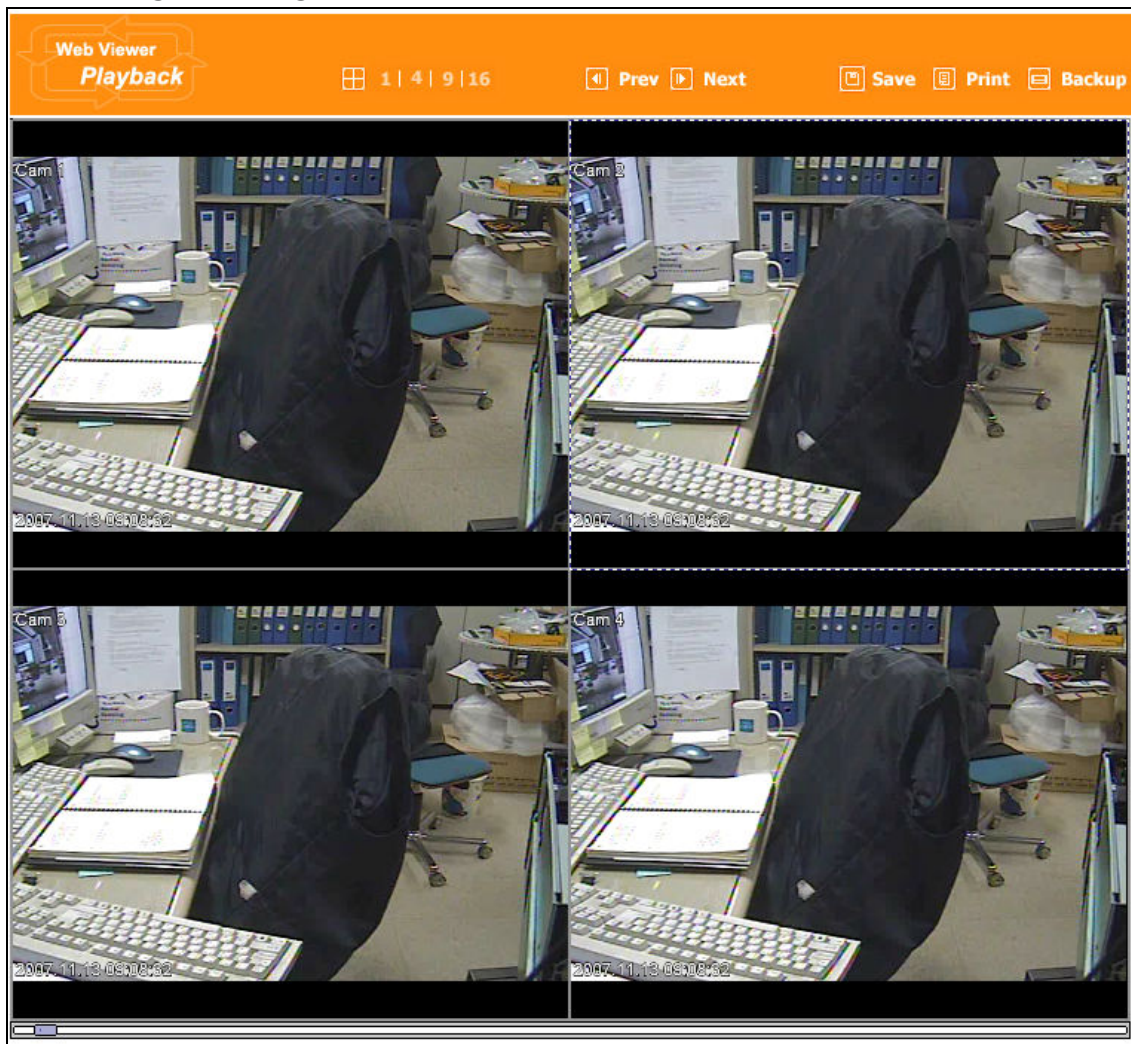 Web Viewer
Playback
1 | 4 | 9 | 16
Prev
Next
Save
Print
Backup
Cam 1
Cam 2
2007.11.13 09:08:32
2007.11.13 09:08:32
Cam 3
Cam 4
2007.11.13 09:08:32
2007.11.13 09:08:32